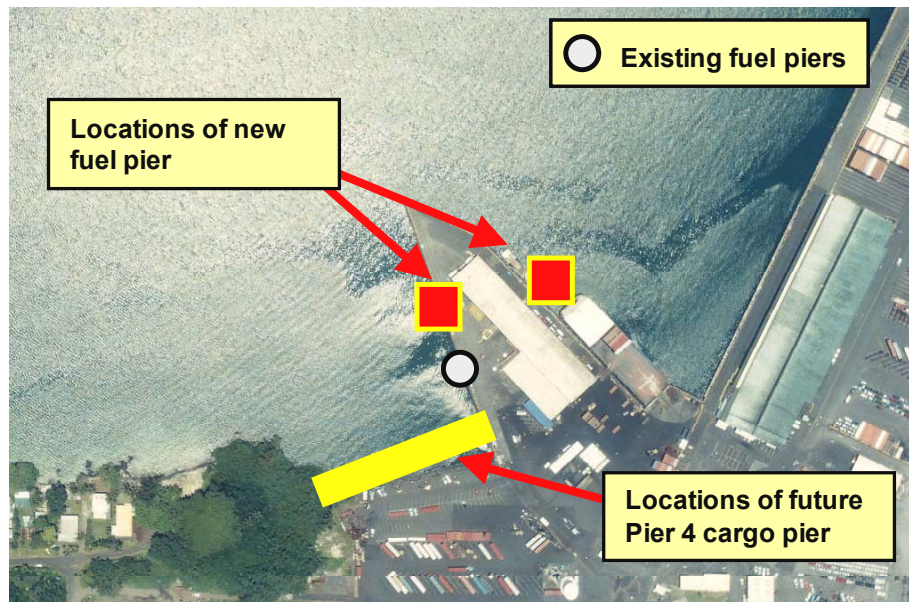 Existing fuel piers
Locations of new
fuel pier
Locations of future
Pier 4 cargo pier